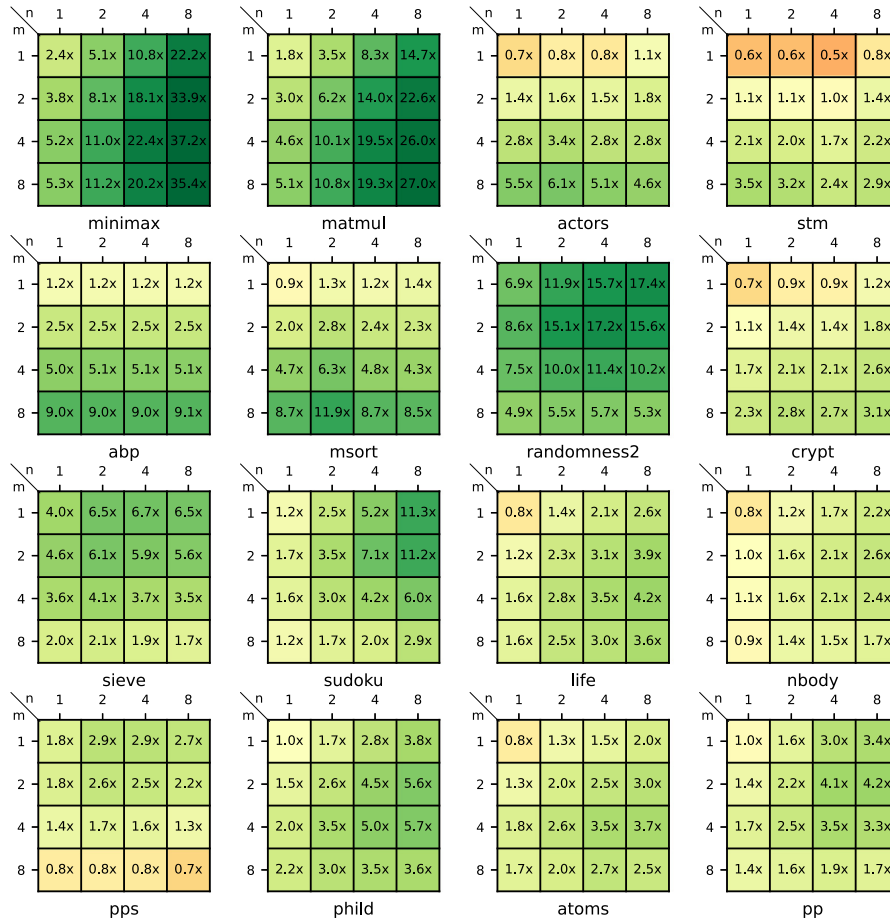 n n n n
1 2 4 8 1 2 4 8 1 2 4 8 1 2 4 8
m m m m
1 2.4x 5.1x 10.8x 22.2x 1 1.8x 3.5x 8.3x 14.7x 1 0.7x 0.8x 0.8x 1.1x 1 0.6x 0.6x 0.5x 0.8x
2 3.8x 8.1x 18.1x 33.9x 2 3.0x 6.2x 14.0x 22.6x 2 1.4x 1.6x 1.5x 1.8x 2 1.1x 1.1x 1.0x 1.4x
4 5.2x 11.0x 22.4x 37.2x 4 4.6x 10.1x 19.5x 26.0x 4 2.8x 3.4x 2.8x 2.8x 4 2.1x 2.0x 1.7x 2.2x
8 5.3x 11.2x 20.2x 35.4x 8 5.1x 10.8x 19.3x 27.0x 8 5.5x 6.1x 5.1x 4.6x 8 3.5x 3.2x 2.4x 2.9x
minimax matmul actors stm
n n n n
1 2 4 8 1 2 4 8 1 2 4 8 1 2 4 8
m m m m
1 1.2x 1.2x 1.2x 1.2x 1 0.9x 1.3x 1.2x 1.4x 1 6.9x 11.9x 15.7x 17.4x 1 0.7x 0.9x 0.9x 1.2x
2 2.5x 2.5x 2.5x 2.5x 2 2.0x 2.8x 2.4x 2.3x 2 8.6x 15.1x 17.2x 15.6x 2 1.1x 1.4x 1.4x 1.8x
4 5.0x 5.1x 5.1x 5.1x 4 4.7x 6.3x 4.8x 4.3x 4 7.5x 10.0x 11.4x 10.2x 4 1.7x 2.1x 2.1x 2.6x
8 9.0x 9.0x 9.0x 9.1x 8 8.7x 11.9x 8.7x 8.5x 8 4.9x 5.5x 5.7x 5.3x 8 2.3x 2.8x 2.7x 3.1x
abp msort randomness2 crypt
n n n n
1 2 4 8 1 2 4 8 1 2 4 8 1 2 4 8
m m m m
1 4.0x 6.5x 6.7x 6.5x 1 1.2x 2.5x 5.2x 11.3x 1 0.8x 1.4x 2.1x 2.6x 1 0.8x 1.2x 1.7x 2.2x
2 4.6x 6.1x 5.9x 5.6x 2 1.7x 3.5x 7.1x 11.2x 2 1.2x 2.3x 3.1x 3.9x 2 1.0x 1.6x 2.1x 2.6x
4 3.6x 4.1x 3.7x 3.5x 4 1.6x 3.0x 4.2x 6.0x 4 1.6x 2.8x 3.5x 4.2x 4 1.1x 1.6x 2.1x 2.4x
8 2.0x 2.1x 1.9x 1.7x 8 1.2x 1.7x 2.0x 2.9x 8 1.6x 2.5x 3.0x 3.6x 8 0.9x 1.4x 1.5x 1.7x
sieve sudoku life nbody
n n n n
1 2 4 8 1 2 4 8 1 2 4 8 1 2 4 8
m m m m
1 1.8x 2.9x 2.9x 2.7x 1 1.0x 1.7x 2.8x 3.8x 1 0.8x 1.3x 1.5x 2.0x 1 1.0x 1.6x 3.0x 3.4x
2 1.8x 2.6x 2.5x 2.2x 2 1.5x 2.6x 4.5x 5.6x 2 1.3x 2.0x 2.5x 3.0x 2 1.4x 2.2x 4.1x 4.2x
4 1.4x 1.7x 1.6x 1.3x 4 2.0x 3.5x 5.0x 5.7x 4 1.8x 2.6x 3.5x 3.7x 4 1.7x 2.5x 3.5x 3.3x
8 0.8x 0.8x 0.8x 0.7x 8 2.2x 3.0x 3.5x 3.6x 8 1.7x 2.0x 2.7x 2.5x 8 1.4x 1.6x 1.9x 1.7x
pps phild atoms pp